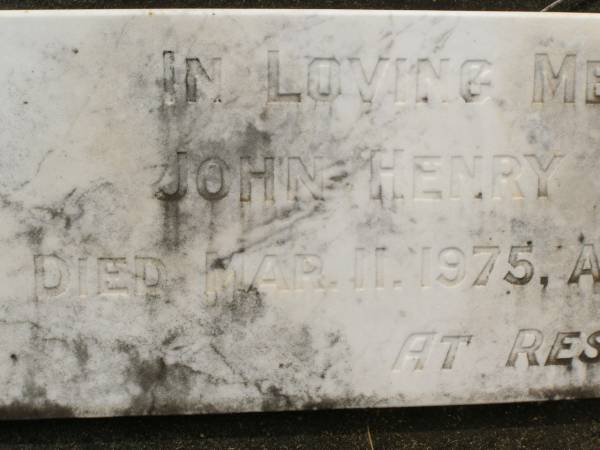 IN LOVING ME
JOHN HENRY
DIED MAR. 11. 1975, A
AT RES